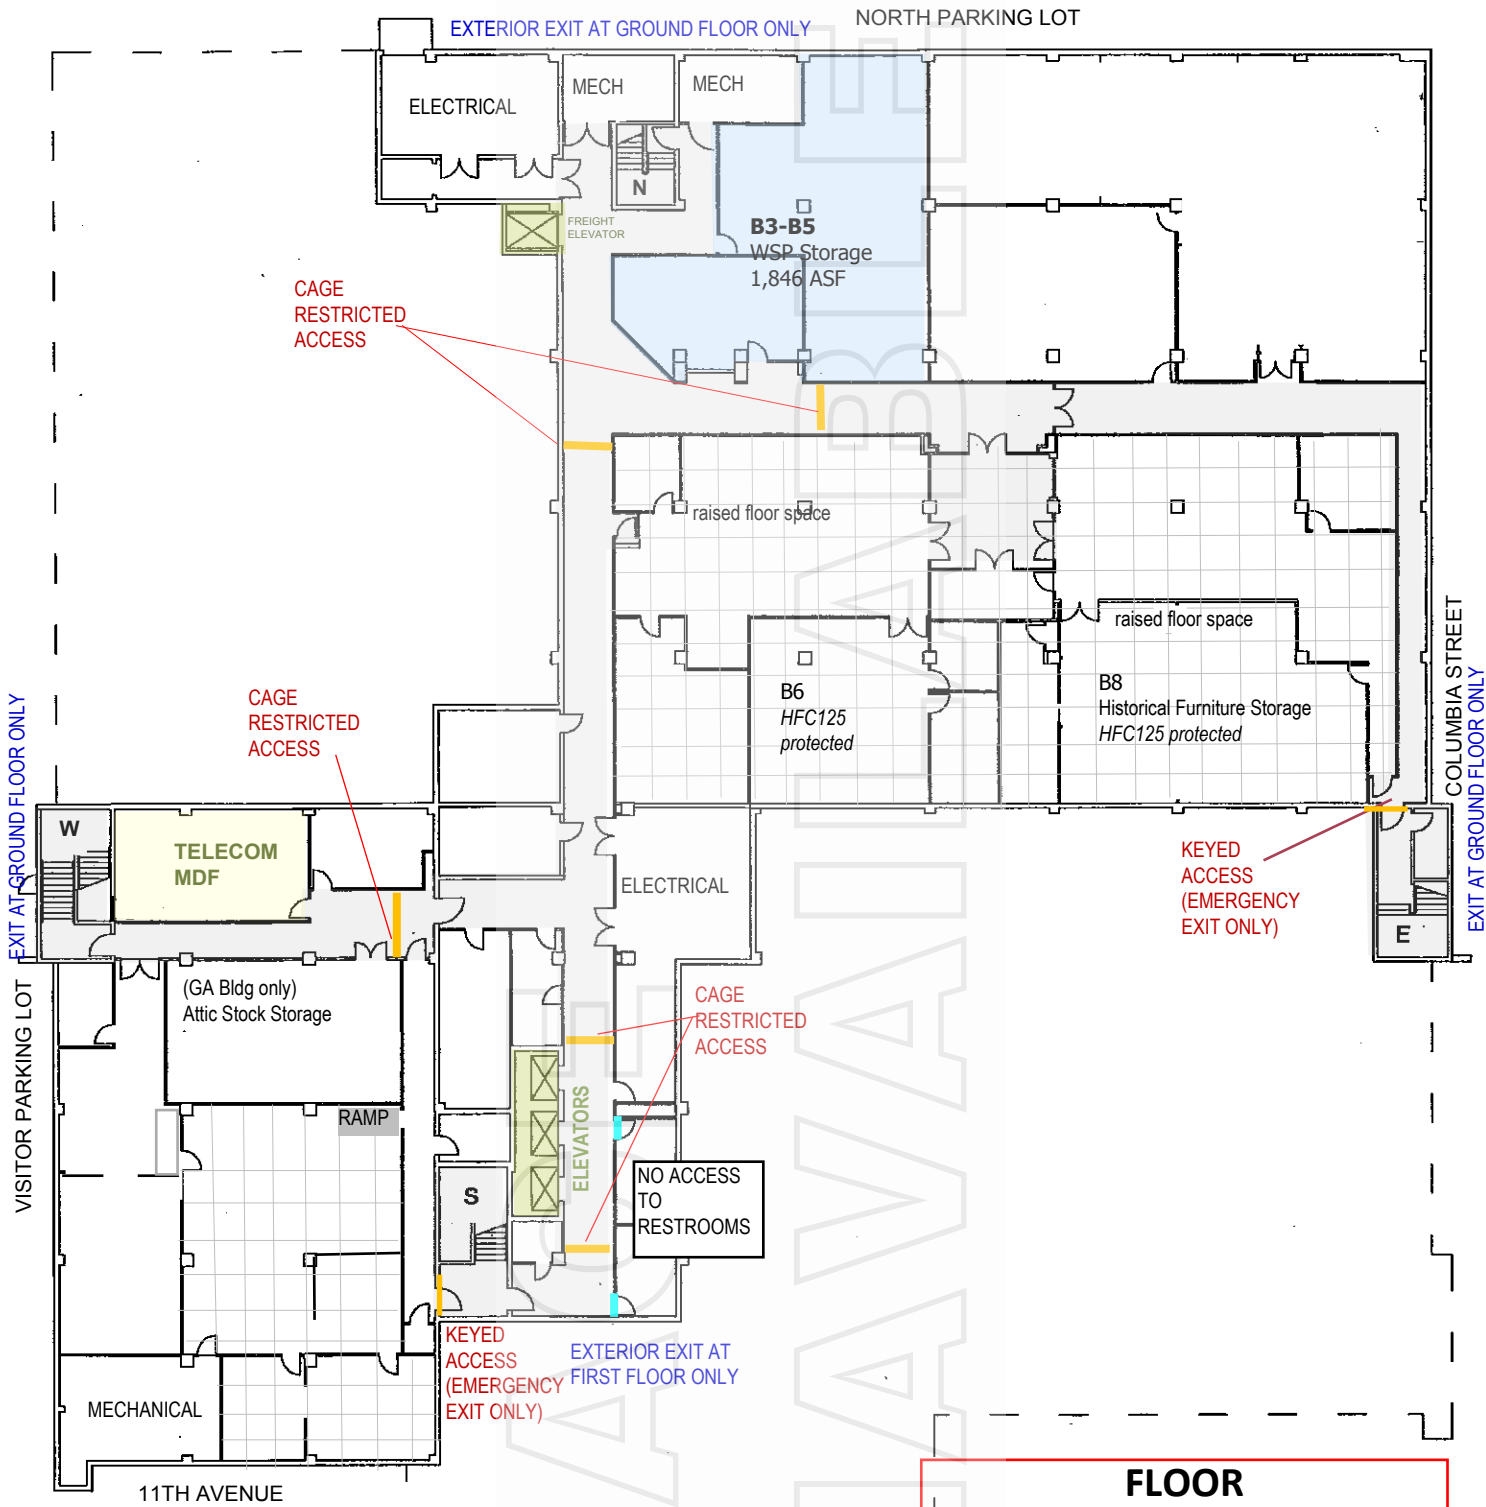 NORTH PARKING LOT
EXTERIOR EXIT AT GROUND FLOOR ONLY
ELECTRICAL
MECH
MECH
N
FREIGHT
ELEVATOR
B3-B5
WSP Storage
1,846 ASF
CAGE
RESTRICTED
ACCESS
raised floor space
raised floor space
B6
HFC125
protected
B8
Historical Furniture Storage
HFC125 protected
COLUMBIA STREET
EXIT AT GROUND FLOOR ONLY
CAGE
RESTRICTED
ACCESS
EXIT AT GROUND FLOOR ONLY
W
TELECOM
MDF
ELECTRICAL
KEYED
ACCESS
(EMERGENCY
EXIT ONLY)
E
(GA Bldg only)
Attic Stock Storage
VISITOR PARKING LOT
CAGE
RESTRICTED
ACCESS
RAMP
ELEVATORS
S
NO ACCESS
TO
RESTROOMS
KEYED
ACCESS
(EMERGENCY
EXIT ONLY)
EXTERIOR EXIT AT
FIRST FLOOR ONLY
MECHANICAL
11TH AVENUE
FLOOR